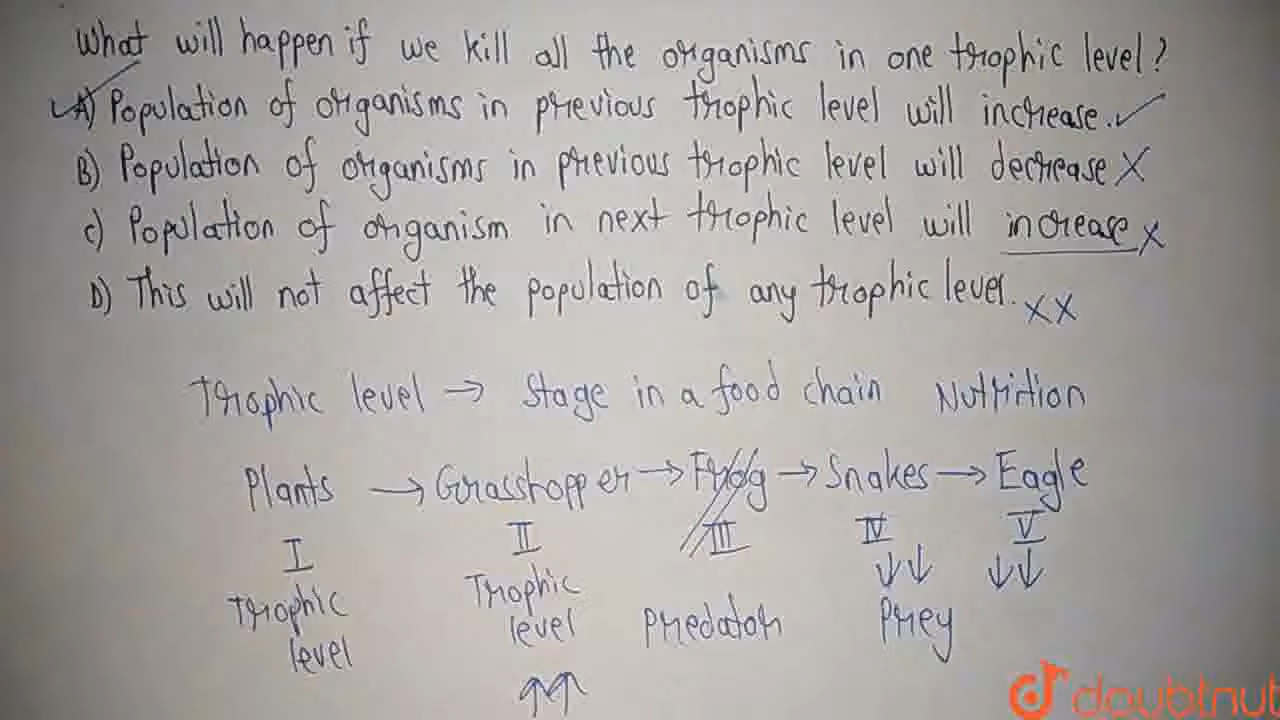 What will happen if we kill all the organisms in one trophic level?
A) Population of organisms in previous trophic level will increase. ✓
B) Population of organisms in previous trophic level will decrease X
C) Population of organism in next trophic level will increase X
D) This will not affect the population of any trophic level. XX
Trophic level → Stage in a food chain Nutrition
Plants → Grasshopper → Frog → Snakes → Eagle
I II III IV V
↓↓ ↓↓
Trophic level Trophic level Predator Prey
↑↑
doubtnut